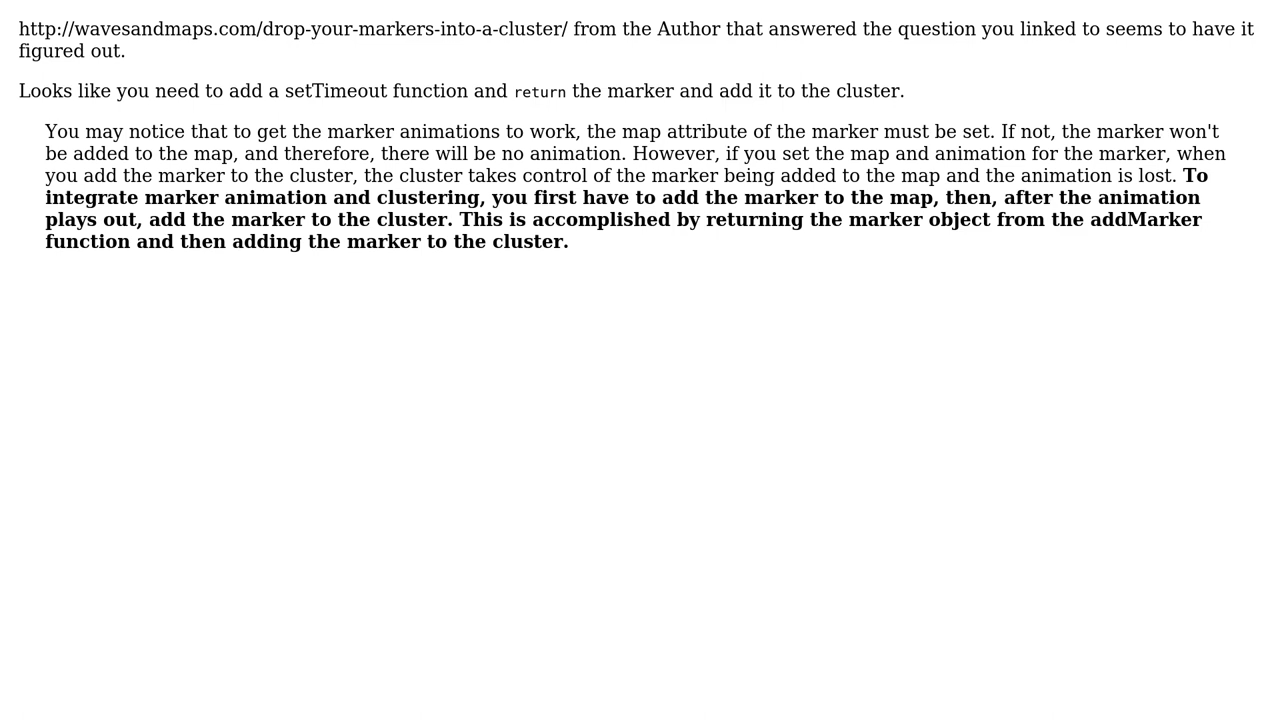 http://wavesandmaps.com/drop-your-markers-into-a-cluster/ from the Author that answered the question you linked to seems to have it
figured out.
Looks like you need to add a setTimeout function and return the marker and add it to the cluster.
You may notice that to get the marker animations to work, the map attribute of the marker must be set. If not, the marker won't
be added to the map, and therefore, there will be no animation. However, if you set the map and animation for the marker, when
you add the marker to the cluster, the cluster takes control of the marker being added to the map and the animation is lost. To
integrate marker animation and clustering, you first have to add the marker to the map, then, after the animation
plays out, add the marker to the cluster. This is accomplished by returning the marker object from the addMarker
function and then adding the marker to the cluster.